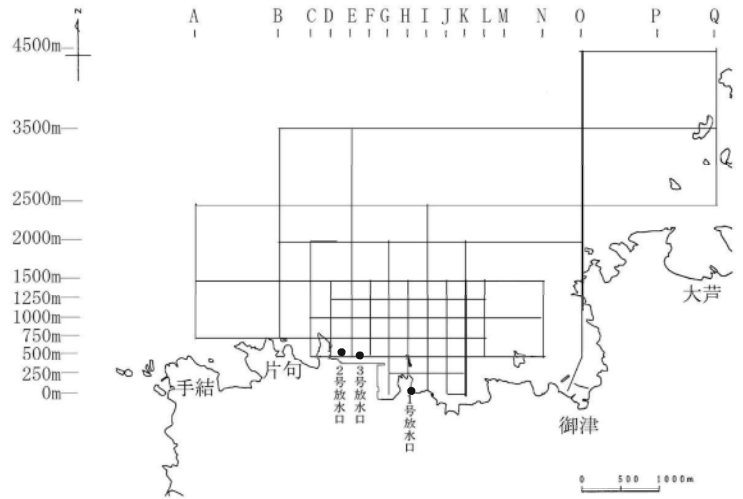 A B C D E F G H I J K L M N O P Q
z
4500m
3500m
2500m
2000m
1500m
1250m
1000m
750m
500m
250m
0m
手結
片句
2号放水口
3号放水口
1号放水口
御津
大芦
0 500 1000m